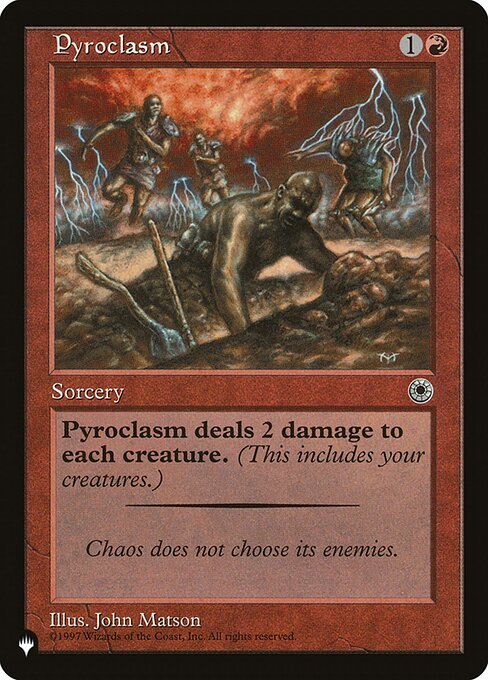 Pyroclasm
1
Sorcery
Pyroclasm deals 2 damage to
each creature. (This includes your
creatures.)
Chaos does not choose its enemies.
Illus. John Matson
©1997 Wizards of the Coast, Inc. All rights reserved.